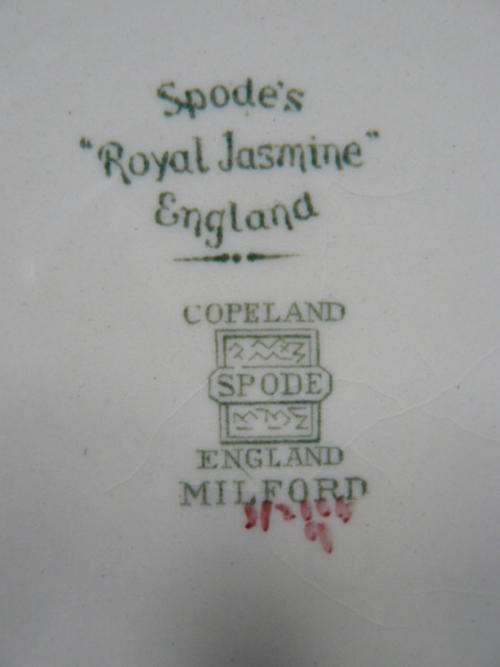 Spode's
"Royal Jasmine"
England
COPELAND
SPODE
ENGLAND
MILFORD